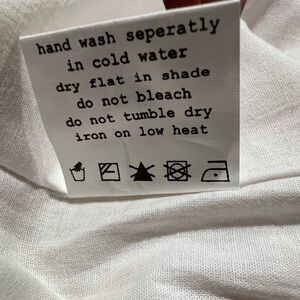 hand wash seperatly
in cold water
dry flat in shade
do not bleach
do not tumble dry
iron on low heat